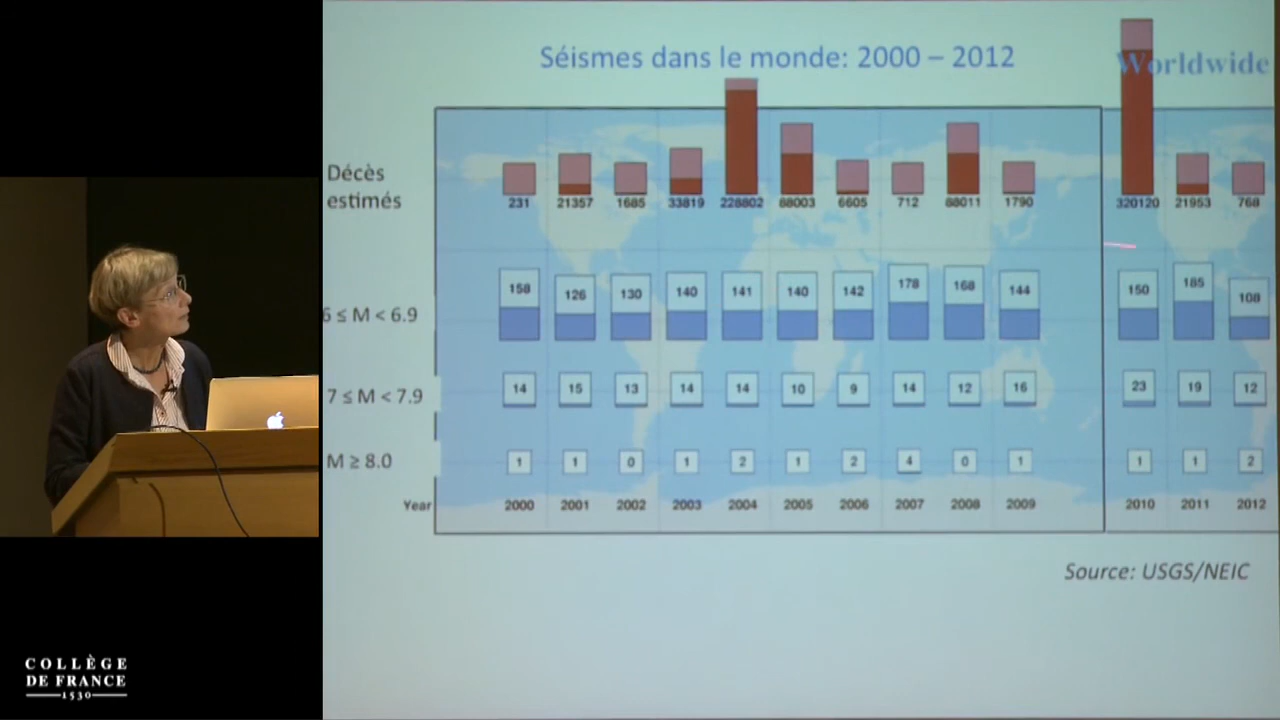 Séismes dans le monde: 2000 – 2012
Worldwide
Décès
estimés
231 21357 1685 33819 228802 88003 6605 712 88011 1790 320120 21953 768
6 ≤ M < 6.9
158 126 130 140 141 140 142 178 168 144 150 185 108
7 ≤ M < 7.9
14 15 13 14 14 10 9 14 12 16 23 19 12
M ≥ 8.0
1 1 0 1 2 1 2 4 0 1 1 1 2
Year 2000 2001 2002 2003 2004 2005 2006 2007 2008 2009 2010 2011 2012
Source: USGS/NEIC
COLLÈGE
DE FRANCE
1530